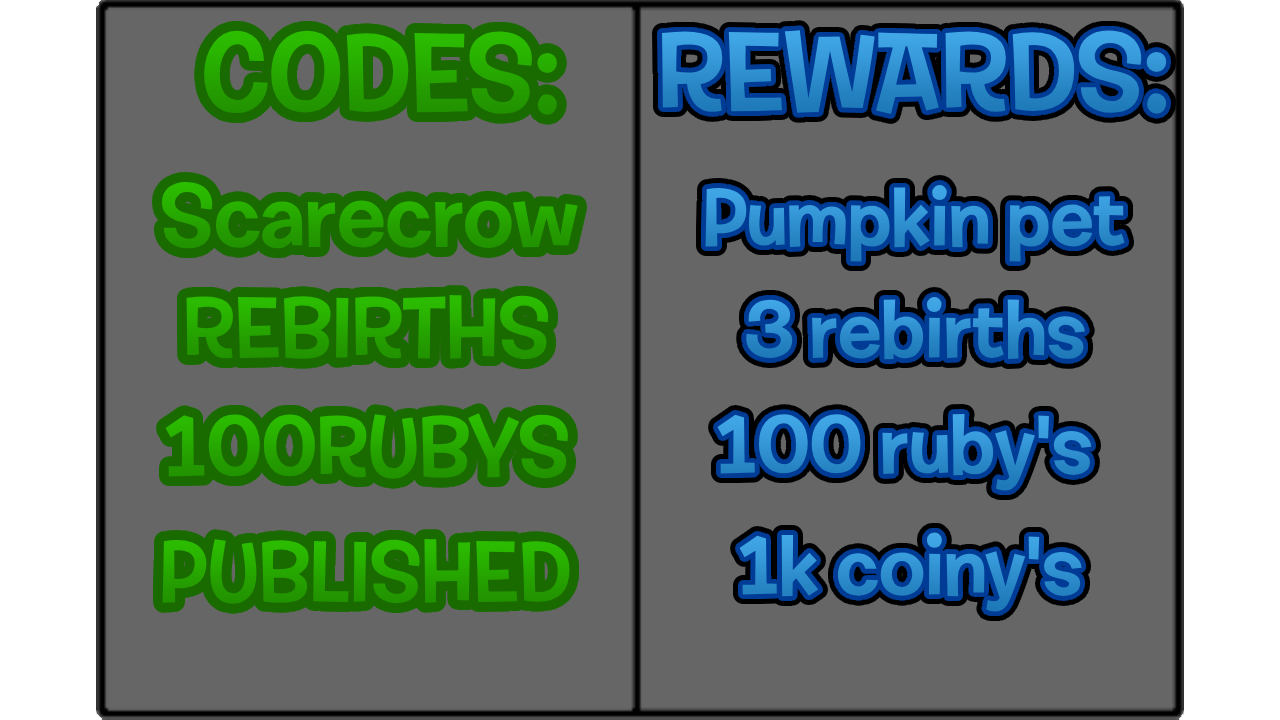 CODES: REWARDS:
Scarecrow Pumpkin pet
REBIRTHS 3 rebirths
100RUBYS 100 ruby's
PUBLISHED 1k coiny's